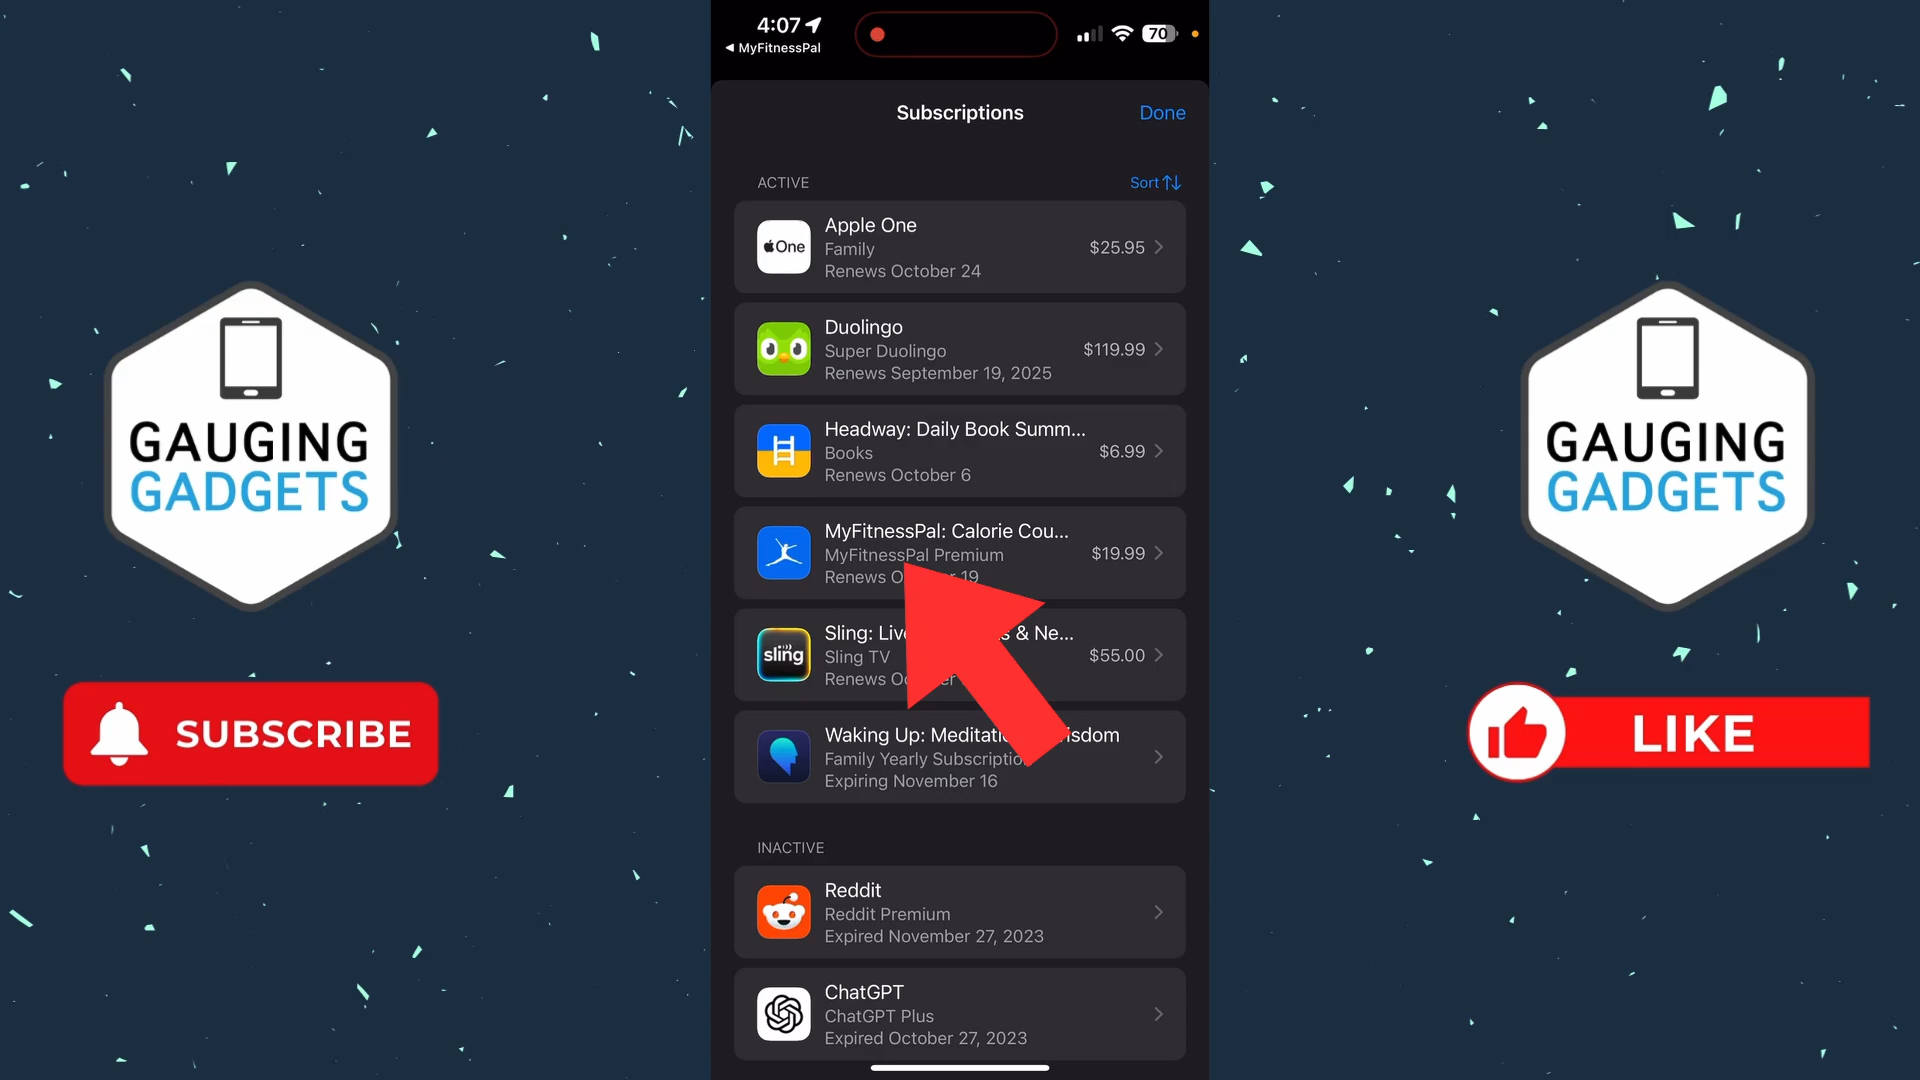 4:07
◀ MyFitnessPal
70
Subscriptions
Done
ACTIVE
Sort
One
Apple One
Family
Renews October 24
$25.95
Duolingo
Super Duolingo
Renews September 19, 2025
$119.99
Headway: Daily Book Summ...
Books
Renews October 6
$6.99
MyFitnessPal: Calorie Cou...
MyFitnessPal Premium
Renews 19
$19.99
sling
Sling: & Ne...
Sling TV
Renews
$55.00
Waking Up:
Family Yearly
Expiring November 16
INACTIVE
Reddit
Reddit Premium
Expired November 27, 2023
ChatGPT
ChatGPT Plus
Expired October 27, 2023
GAUGING
GADGETS
SUBSCRIBE
GAUGING
GADGETS
LIKE